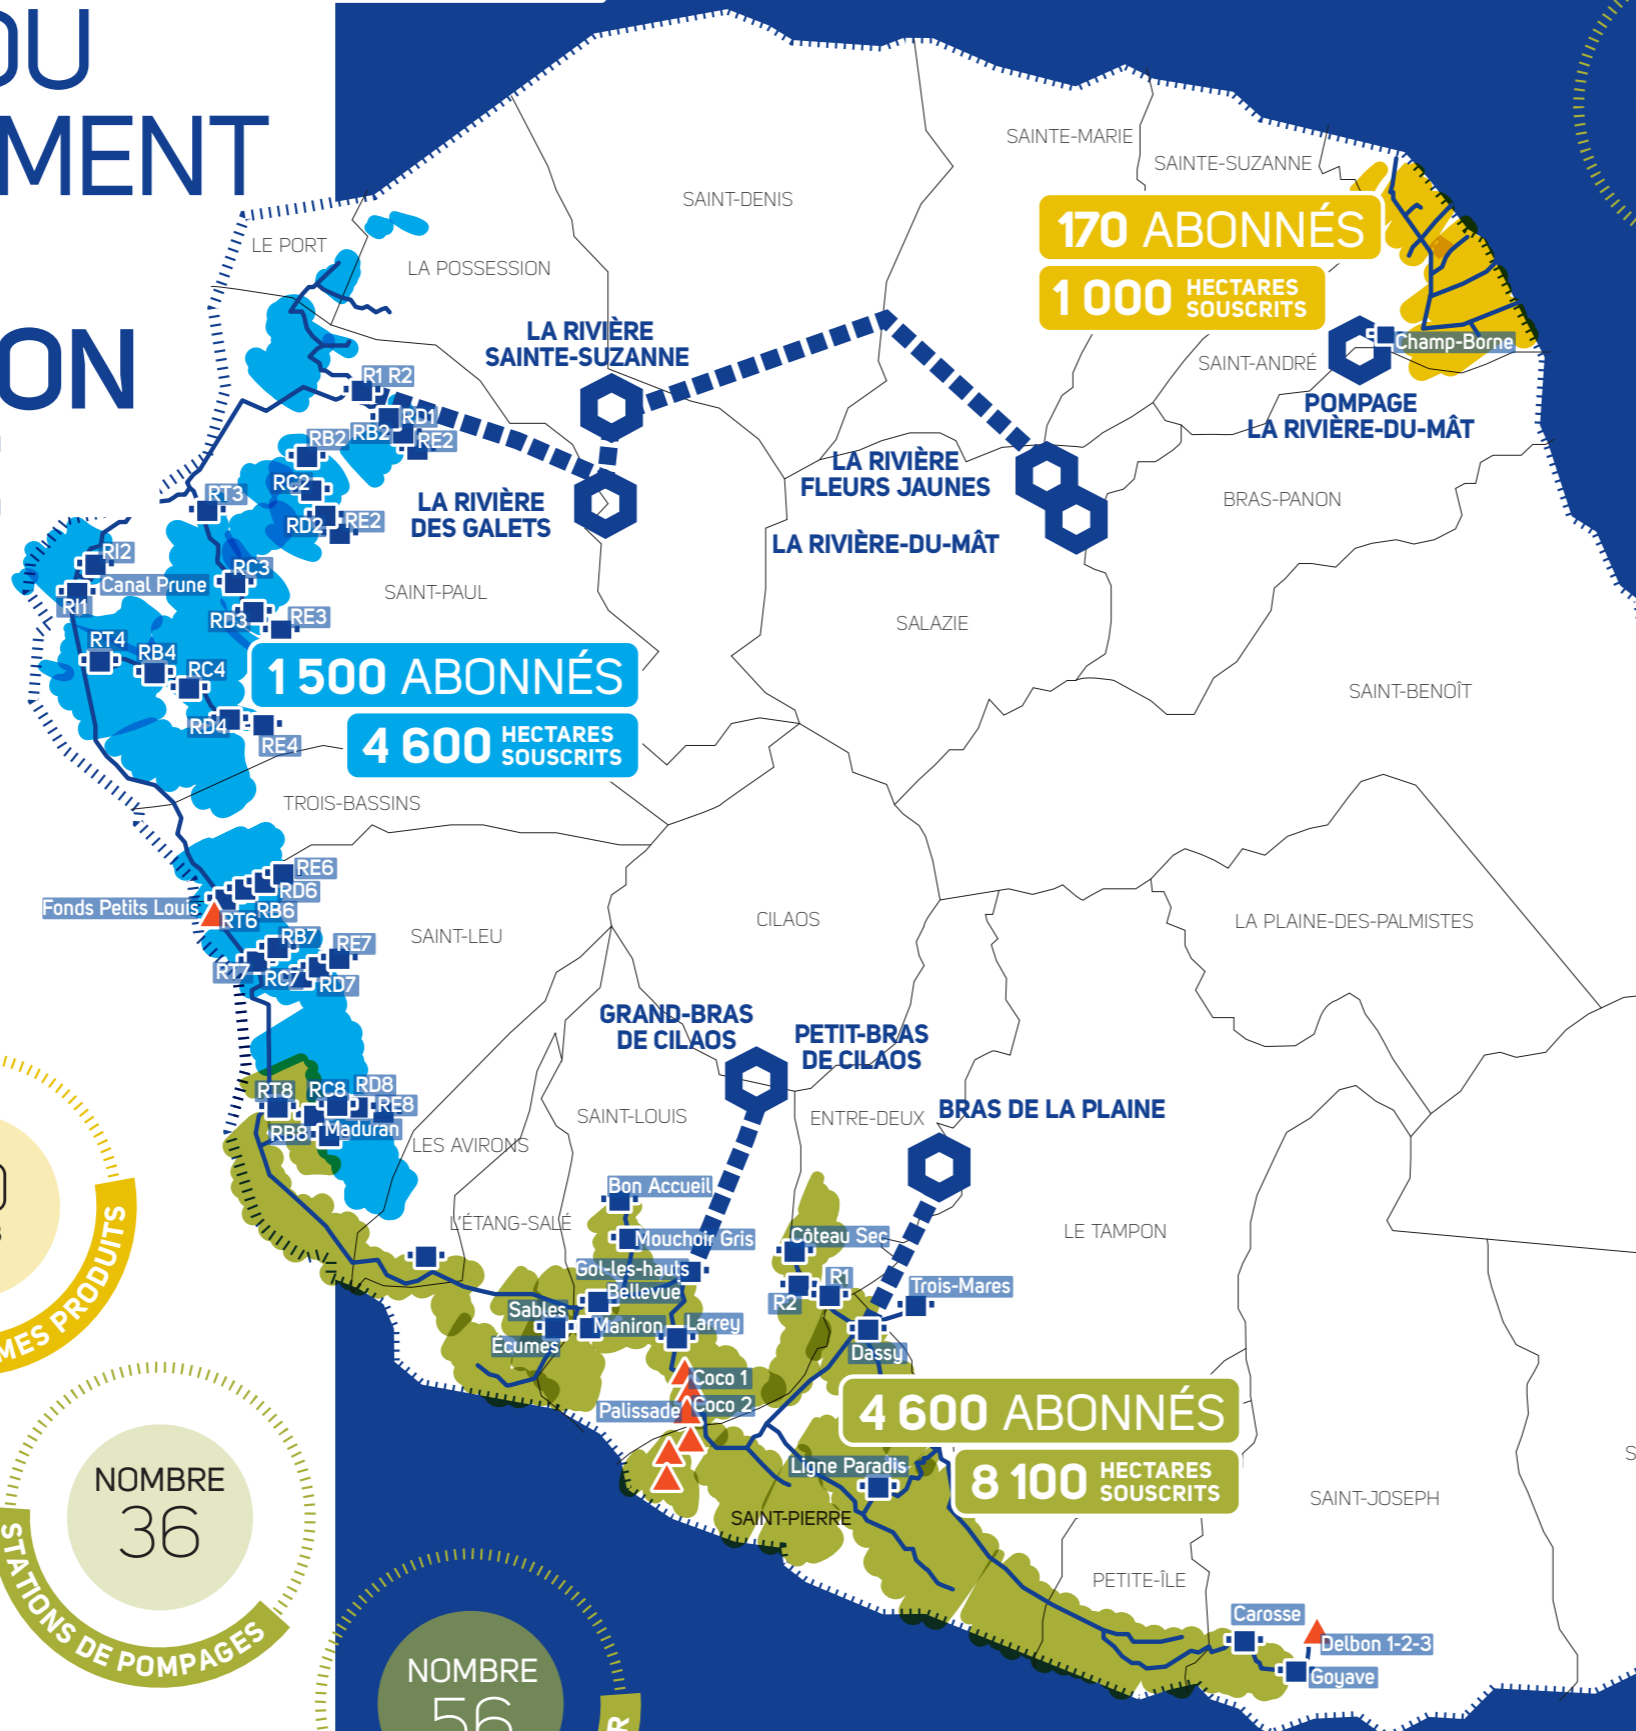 DU
MENT
ON
SAINT-DENIS
SAINTE-MARIE
SAINTE-SUZANNE
LE PORT
LA POSSESSION
170 ABONNÉS
1 000 HECTARES
SOUSCRITS
Champ-Borne
SAINT-ANDRÉ
POMPAGE
LA RIVIÈRE-DU-MÂT
LA RIVIÈRE
SAINTE-SUZANNE
R1 R2
RD1
RB2
RE2
RB2
RC2
RD2
RE2
LA RIVIÈRE
DES GALETS
LA RIVIÈRE
FLEURS JAUNES
LA RIVIÈRE-DU-MÂT
BRAS-PANON
RT3
RI2
Canal Prune
RI1
RC3
RD3
RE3
SAINT-PAUL
SALAZIE
RT4
RB4
RC4
RD4
RE4
1 500 ABONNÉS
4 600 HECTARES
SOUSCRITS
SAINT-BENOÎT
TROIS-BASSINS
RE6
RD6
RB6
RT6
Fonds Petits Louis
RB7
RE7
RT7
RC7
RD7
SAINT-LEU
CILAOS
LA PLAINE-DES-PALMISTES
GRAND-BRAS
DE CILAOS
PETIT-BRAS
DE CILAOS
BRAS DE LA PLAINE
RT8
RC8
RD8
RE8
RB8
Maduran
LES AVIRONS
SAINT-LOUIS
ENTRE-DEUX
L'ÉTANG-SALÉ
LE TAMPON
Bon Accueil
Mouchoir Gris
Gol-les-hauts
Bellevue
Sables
Maniron
Écumes
Larrey
Côteau Sec
R1
R2
Trois-Mares
Dassy
Coco 1
Coco 2
Palissade
4 600 ABONNÉS
8 100 HECTARES
SOUSCRITS
Ligne Paradis
SAINT-PIERRE
SAINT-JOSEPH
S
PETITE-ÎLE
Carosse
Delbon 1-2-3
Goyave
MES PRODUITS
NOMBRE
36
STATIONS DE POMPAGES
NOMBRE
56
R